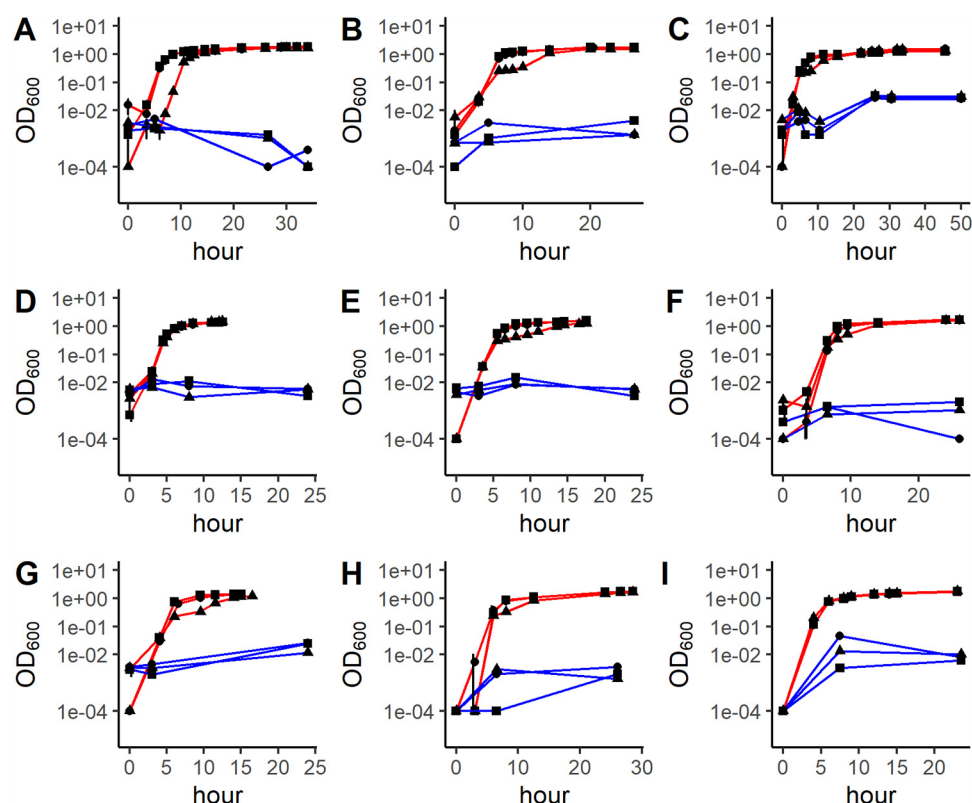 A B C
1e+01 1e+01 1e+01
1e+00 1e+00 1e+00
1e-01 1e-01 1e-01
1e-02 1e-02 1e-02
1e-04 1e-04 1e-04
OD600 OD600 OD600
0 10 20 30 0 10 20 0 10 20 30 40 50
hour hour hour
D E F
1e+01 1e+01 1e+01
1e+00 1e+00 1e+00
1e-01 1e-01 1e-01
1e-02 1e-02 1e-02
1e-04 1e-04 1e-04
OD600 OD600 OD600
0 5 10 15 20 25 0 5 10 15 20 25 0 10 20
hour hour hour
G H I
1e+01 1e+01 1e+01
1e+00 1e+00 1e+00
1e-01 1e-01 1e-01
1e-02 1e-02 1e-02
1e-04 1e-04 1e-04
OD600 OD600 OD600
0 5 10 15 20 25 0 10 20 30 0 5 10 15 20
hour hour hour